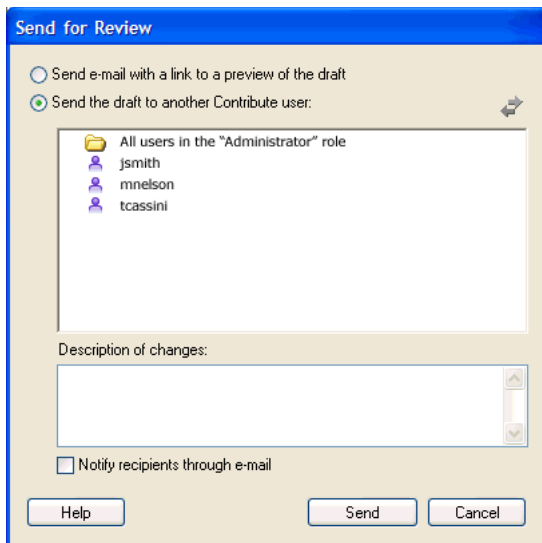 Send for Review
Send e-mail with a link to a preview of the draft
Send the draft to another Contribute user:
All users in the “Administrator” role
jsmith
mnelson
tcassini
Description of changes:
Notify recipients through e-mail
Help Send Cancel